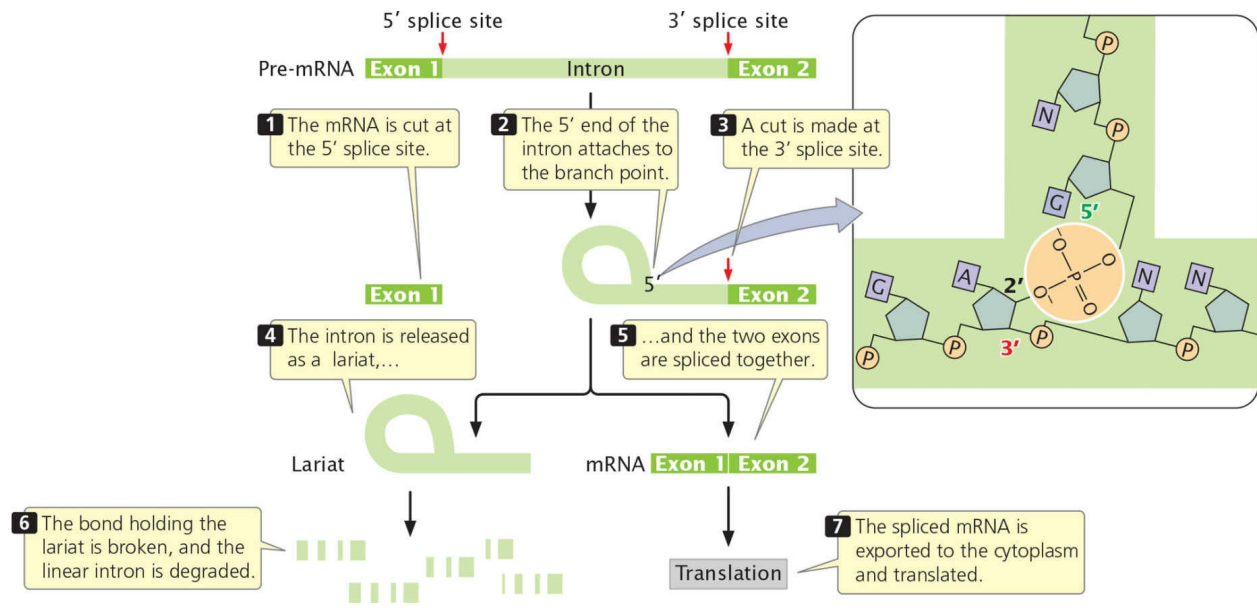 5′ splice site
3′ splice site
Pre-mRNA
Exon 1
Intron
Exon 2
1 The mRNA is cut at
the 5′ splice site.
2 The 5′ end of the
intron attaches to
the branch point.
3 A cut is made at
the 3′ splice site.
Exon 1
5′
Exon 2
4 The intron is released
as a lariat,...
5 ...and the two exons
are spliced together.
Lariat
mRNA
Exon 1
Exon 2
6 The bond holding the
lariat is broken, and the
linear intron is degraded.
Translation
7 The spliced mRNA is
exported to the cytoplasm
and translated.
P
N
P
G
5′
O–
O
P
O–
O
G
A
2′
N
N
P
P
3′
P
P
P